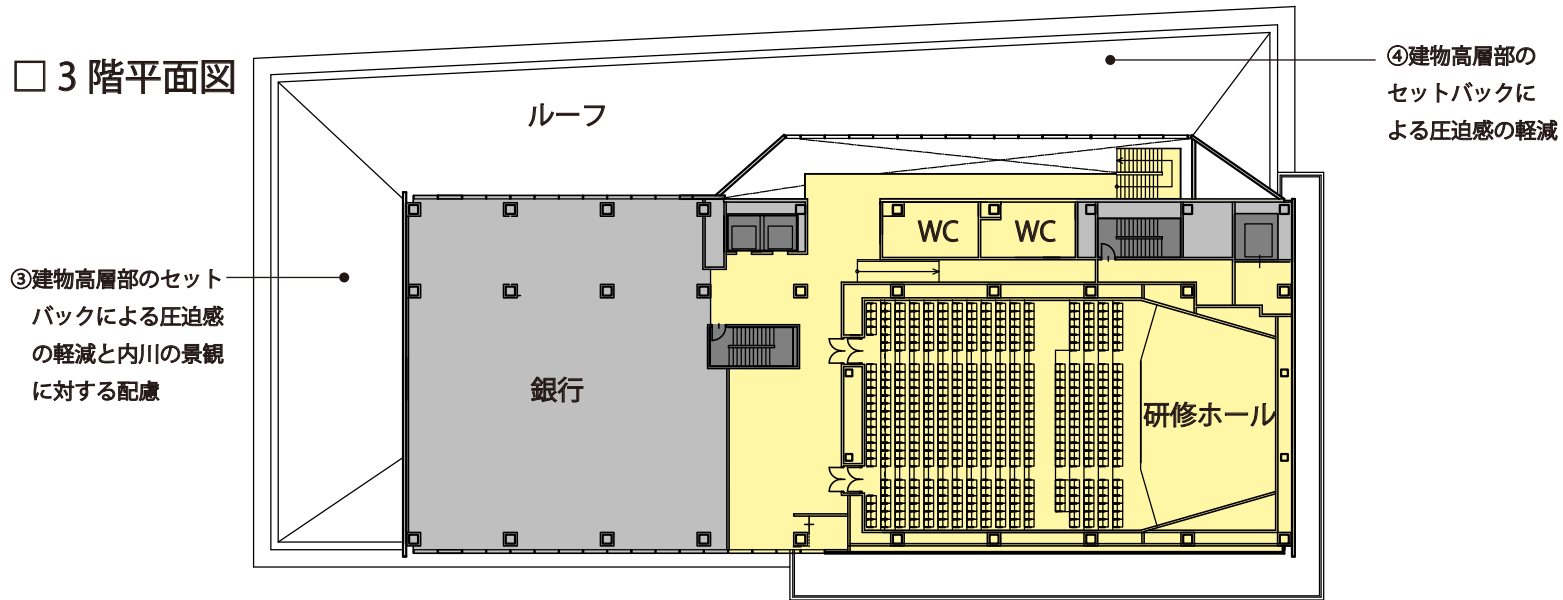 □ 3 階平面図
ルーフ
④建物高層部の
セットバックに
よる圧迫感の軽減
WC
WC
③建物高層部のセット
バックによる圧迫感
の軽減と内川の景観
に対する配慮
銀行
研修ホール